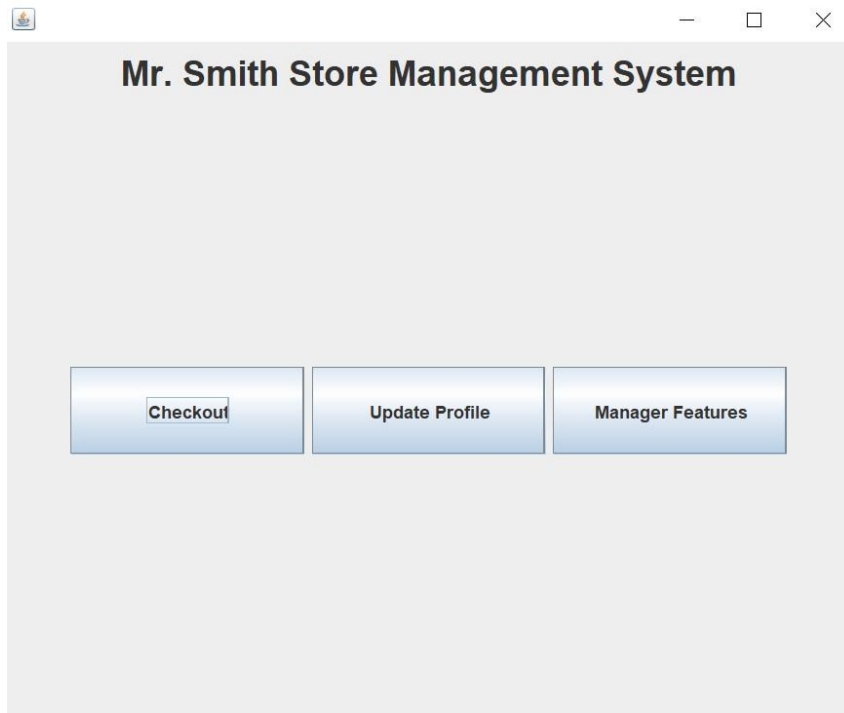 Mr. Smith Store Management System
Checkout
Update Profile
Manager Features